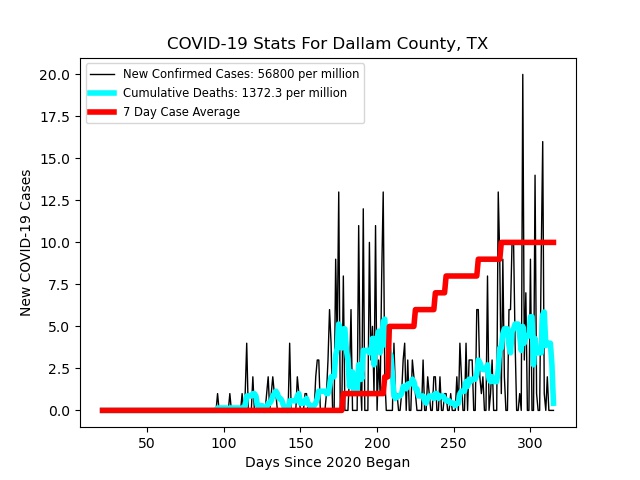 COVID-19 Stats For Dallam County, TX
New Confirmed Cases: 56800 per million
Cumulative Deaths: 1372.3 per million
7 Day Case Average
20.0
17.5
15.0
12.5
10.0
7.5
5.0
2.5
0.0
New COVID-19 Cases
50 100 150 200 250 300
Days Since 2020 Began